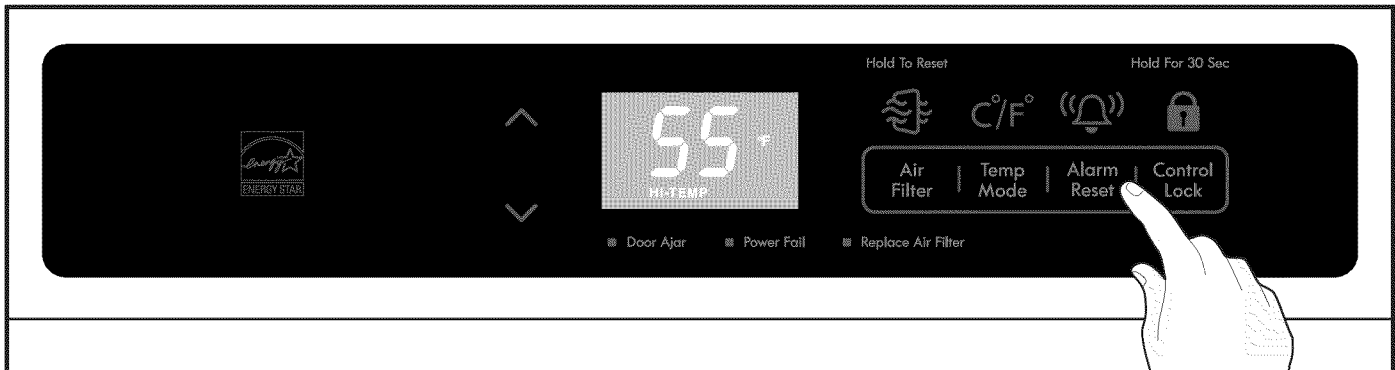 Hold To Reset
Hold For 30 Sec
C°/F°
energy
ENERGY STAR
55 °F
HI-TEMP
Air Filter
Temp Mode
Alarm Reset
Control Lock
Door Ajar
Power Fail
Replace Air Filter